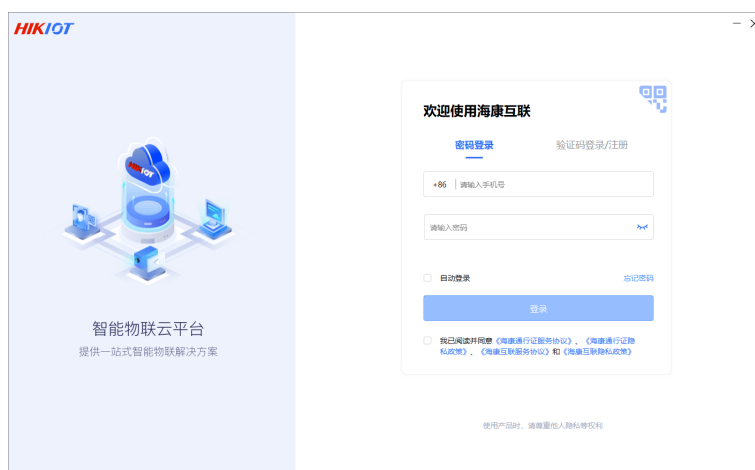 HIKIOT
HIKIOT
智能物联云平台
提供一站式智能物联解决方案
欢迎使用海康互联
密码登录 验证码登录/注册
+86 请输入手机号
请输入密码
自动登录 忘记密码
登录
我已阅读并同意《海康通行证服务协议》、《海康通行证隐
私政策》、《海康互联服务协议》和《海康互联隐私政策》
使用产品时,请尊重他人隐私等权利